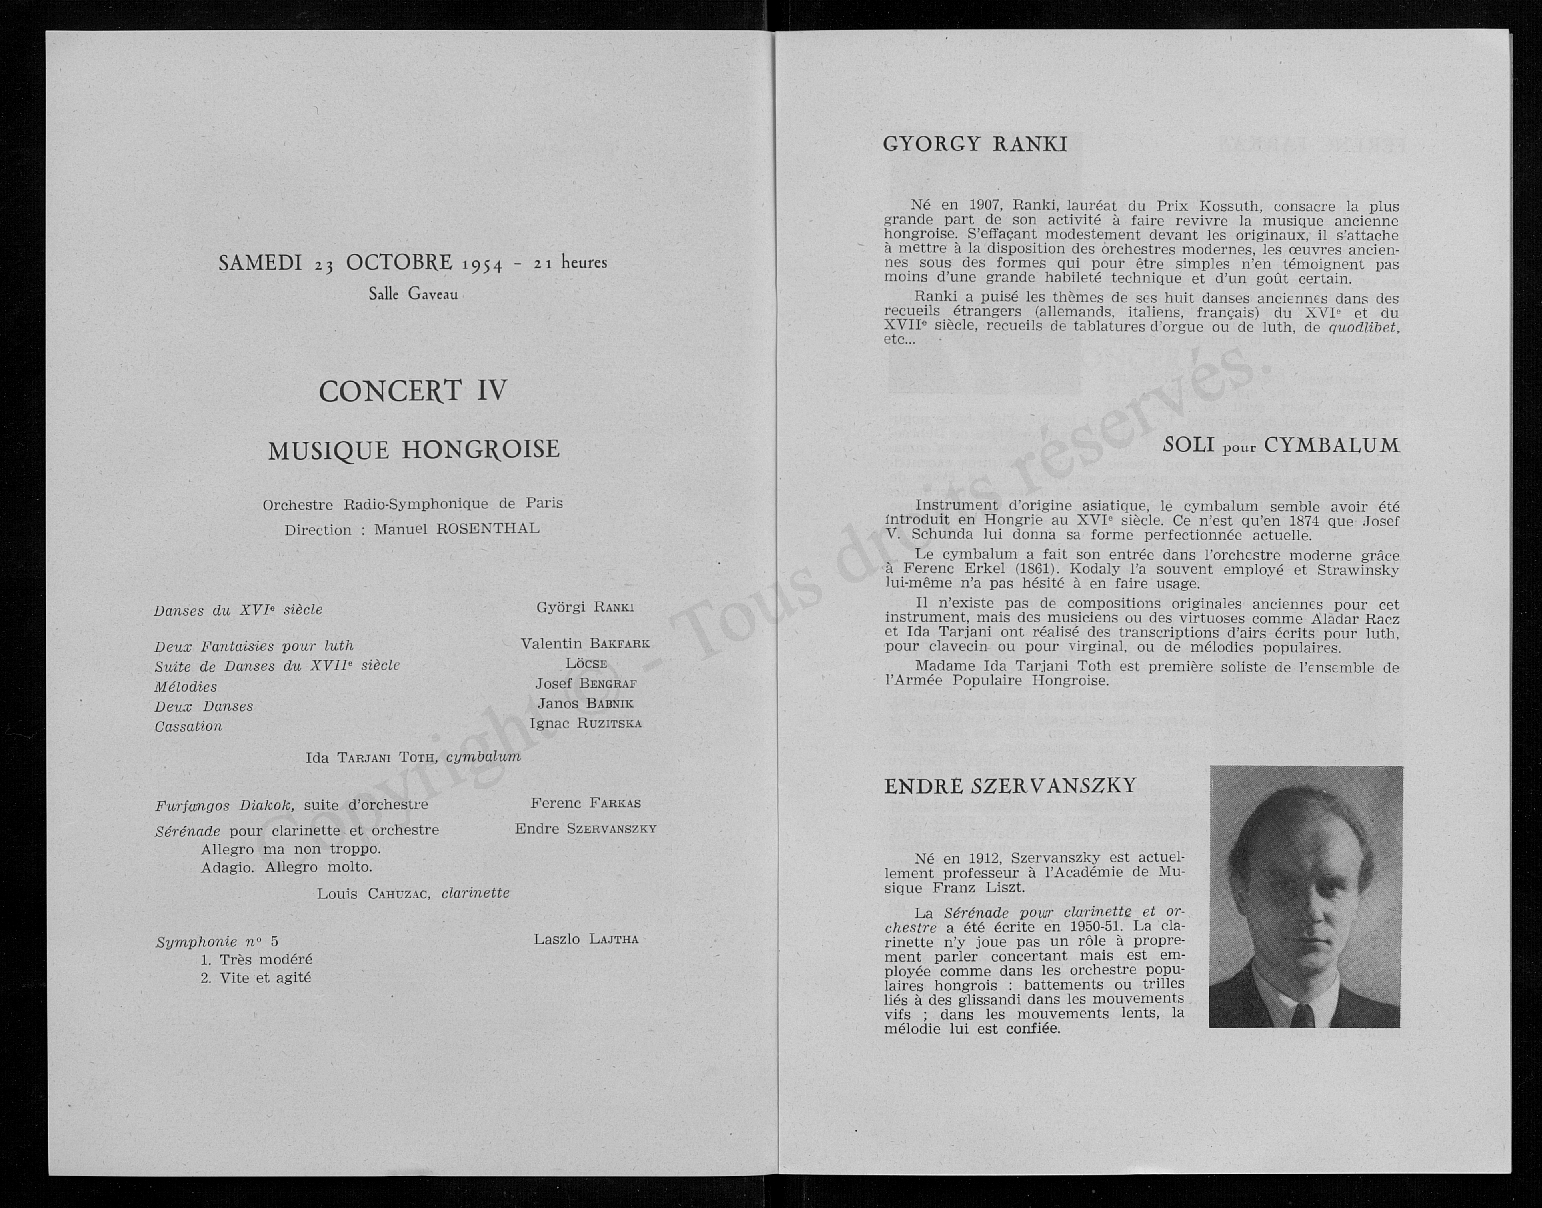 SAMEDI 23 OCTOBRE 1954 - 21 heures
Salle Gaveau
CONCERT IV
MUSIQUE HONGROISE
Orchestre Radio-Symphonique de Paris
Direction : Manuel ROSENTHAL
Danses du XVIe siècle Györgi RANKI
Deux Fantaisies pour luth Valentin BAKFARK
Suite de Danses du XVIIe siècle LÖCSE
Mélodies Josef BENGRAF
Deux Danses Janos BABNIK
Cassation Ignac RUZITSKA
Ida TARJANI TOTH, cymbalum
Furfangos Diakok, suite d'orchestre Ferenc FARKAS
Sérénade pour clarinette et orchestre Endre SZERVANSZKY
Allegro ma non troppo.
Adagio. Allegro molto.
Louis CAHUZAC, clarinette
Symphonie no 5 Laszlo LAJTHA
1. Très modéré
2. Vite et agité
GYORGY RANKI
Né en 1907, Ranki, lauréat du Prix Kossuth, consacre la plus
grande part de son activité à faire revivre la musique ancienne
hongroise. S'effaçant modestement devant les originaux, il s'attache
à mettre à la disposition des orchestres modernes, les œuvres ancien-
nes sous des formes qui pour être simples n'en témoignent pas
moins d'une grande habileté technique et d'un goût certain.
Ranki a puisé les thèmes de ses huit danses anciennes dans des
recueils étrangers (allemands, italiens, français) du XVIe et du
XVIIe siècle, recueils de tablatures d'orgue ou de luth, de quodlibet,
etc...
SOLI pour CYMBALUM
Instrument d'origine asiatique, le cymbalum semble avoir été
introduit en Hongrie au XVIe siècle. Ce n'est qu'en 1874 que Josef
V. Schunda lui donna sa forme perfectionnée actuelle.
Le cymbalum a fait son entrée dans l'orchestre moderne grâce
à Ferenc Erkel (1861). Kodaly l'a souvent employé et Strawinsky
lui-même n'a pas hésité à en faire usage.
Il n'existe pas de compositions originales anciennes pour cet
instrument, mais des musiciens ou des virtuoses comme Aladar Racz
et Ida Tarjani ont réalisé des transcriptions d'airs écrits pour luth,
pour clavecin ou pour virginal, ou de mélodies populaires.
Madame Ida Tarjani Toth est première soliste de l'ensemble de
l'Armée Populaire Hongroise.
ENDRE SZERVANSZKY
Né en 1912, Szervanszky est actuel-
lement professeur à l'Académie de Mu-
sique Franz Liszt.
La Sérénade pour clarinette et or-
chestre a été écrite en 1950-51. La cla-
rinette n'y joue pas un rôle à propre-
ment parler concertant mais est em-
ployée comme dans les orchestre popu-
laires hongrois : battements ou trilles
liés à des glissandi dans les mouvements
vifs ; dans les mouvements lents, la
mélodie lui est confiée.
Copyright © - Tous droits réservés.